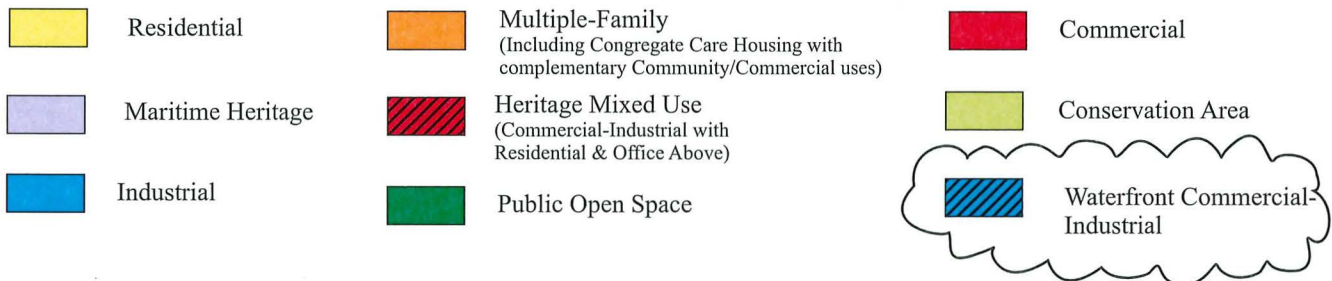 Residential
Maritime Heritage
Industrial
Multiple-Family
(Including Congregate Care Housing with
complementary Community/Commercial uses)
Heritage Mixed Use
(Commercial-Industrial with
Residential & Office Above)
Public Open Space
Commercial
Conservation Area
Waterfront Commercial-
Industrial